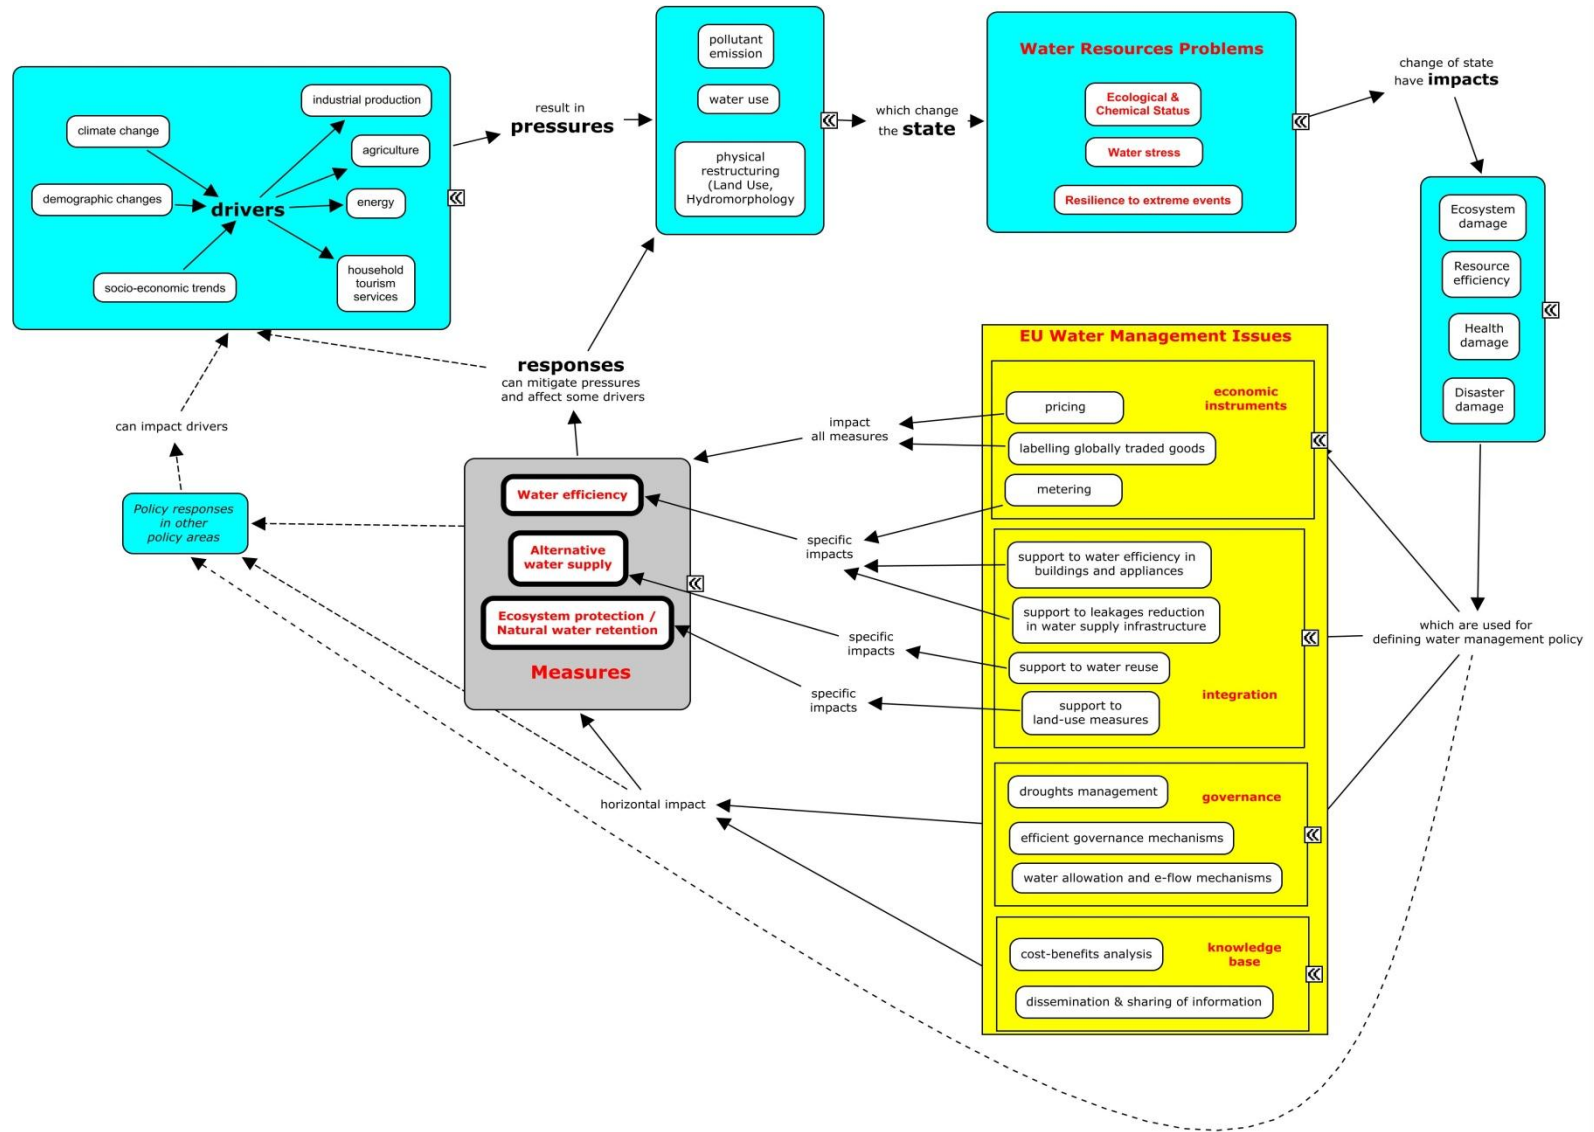 industrial production
climate change
agriculture
demographic changes
drivers
energy
socio-economic trends
household
tourism
services
result in
pressures
pollutant
emission
water use
physical
restructuring
(Land Use,
Hydromorphology
which change
the state
Water Resources Problems
Ecological &
Chemical Status
Water stress
Resilience to extreme events
change of state
have impacts
Ecosystem
damage
Resource
efficiency
Health
damage
Disaster
damage
responses
can mitigate pressures
and affect some drivers
can impact drivers
Policy responses
in other
policy areas
Water efficiency
Alternative
water supply
Ecosystem protection /
Natural water retention
Measures
impact
all measures
specific
impacts
specific
impacts
specific
impacts
horizontal impact
EU Water Management Issues
economic
instruments
pricing
labelling globally traded goods
metering
support to water efficiency in
buildings and appliances
support to leakages reduction
in water supply infrastructure
support to water reuse
integration
support to
land-use measures
droughts management
governance
efficient governance mechanisms
water allowation and e-flow mechanisms
cost-benefits analysis
knowledge
base
dissemination & sharing of information
which are used for
defining water management policy